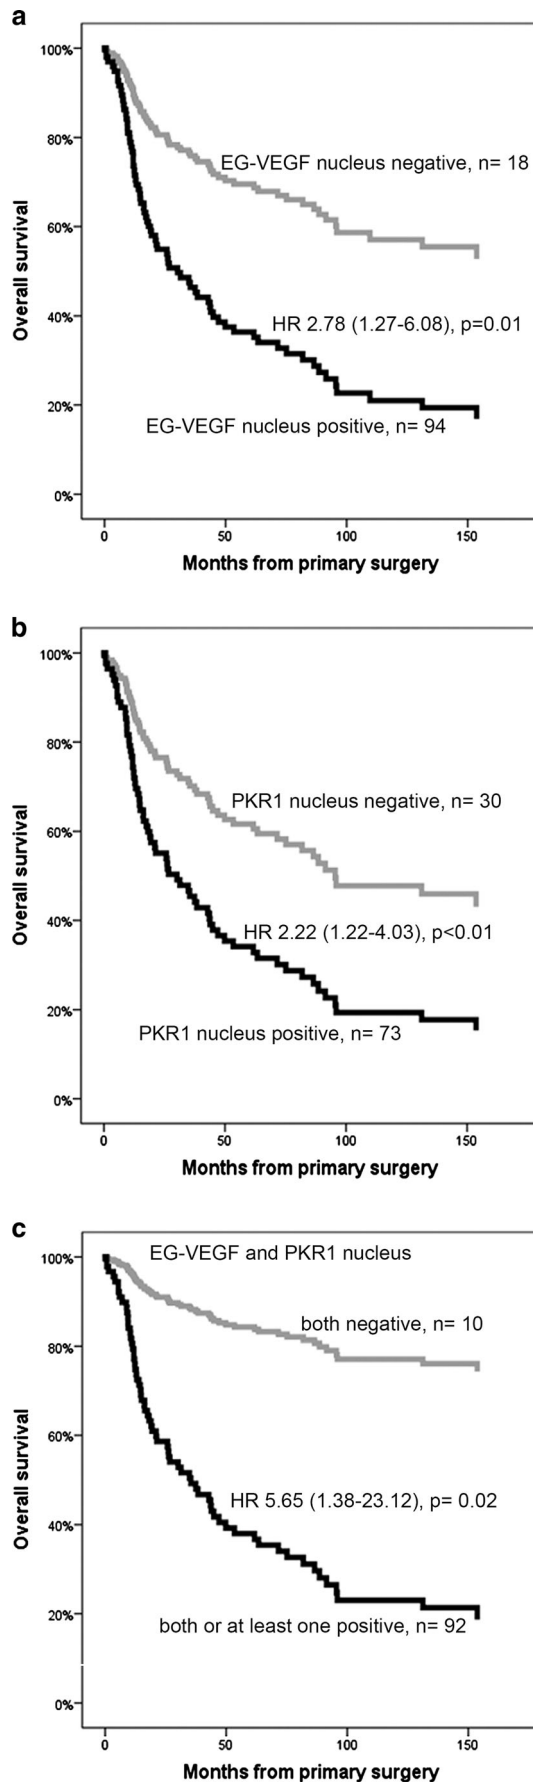 a
100%
80%
EG-VEGF nucleus negative, n= 18
60%
Overall survival
40%
HR 2.78 (1.27-6.08), p=0.01
20%
EG-VEGF nucleus positive, n= 94
0%
0 50 100 150
Months from primary surgery
b
100%
80%
PKR1 nucleus negative, n= 30
60%
Overall survival
40%
HR 2.22 (1.22-4.03), p<0.01
20%
PKR1 nucleus positive, n= 73
0%
0 50 100 150
Months from primary surgery
c
EG-VEGF and PKR1 nucleus
100%
both negative, n= 10
80%
60%
Overall survival
HR 5.65 (1.38-23.12), p= 0.02
40%
20%
both or at least one positive, n= 92
0%
0 50 100 150
Months from primary surgery